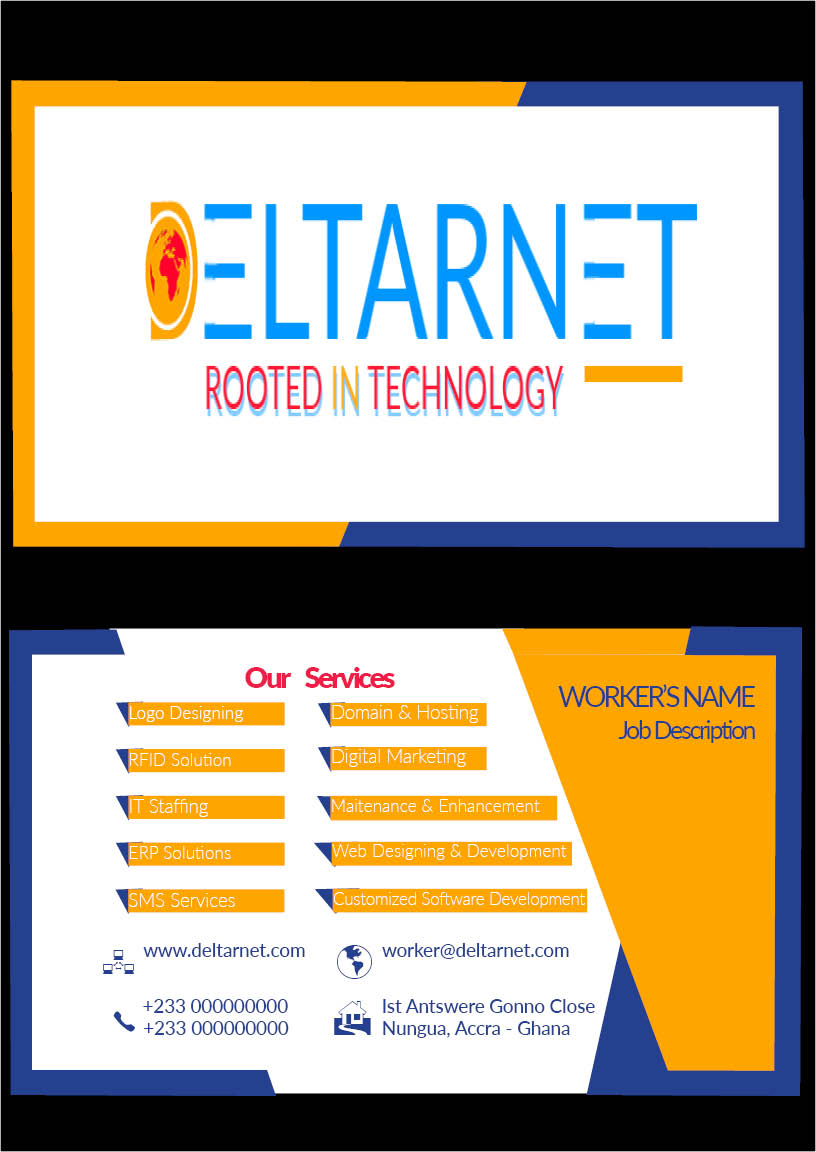 DELTARNET
ROOTED IN TECHNOLOGY
Our Services
Logo Designing
RFID Solution
IT Staffing
ERP Solutions
SMS Services
Domain & Hosting
Digital Marketing
Maitenance & Enhancement
Web Designing & Development
Customized Software Development
WORKER'S NAME
Job Description
www.deltarnet.com
+233 000000000
+233 000000000
worker@deltarnet.com
Ist Antswere Gonno Close
Nungua, Accra - Ghana